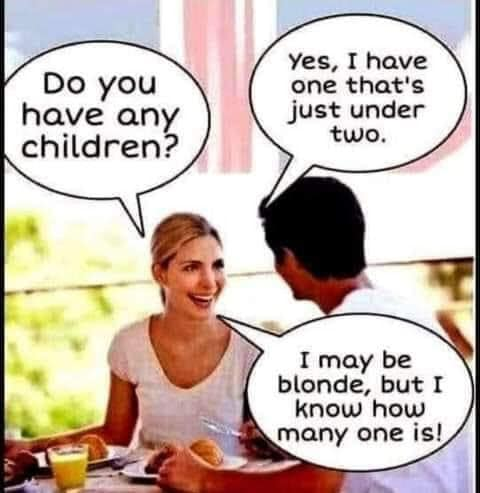 Do you
have any
children?
Yes, I have
one that's
just under
two.
I may be
blonde, but I
know how
many one is!